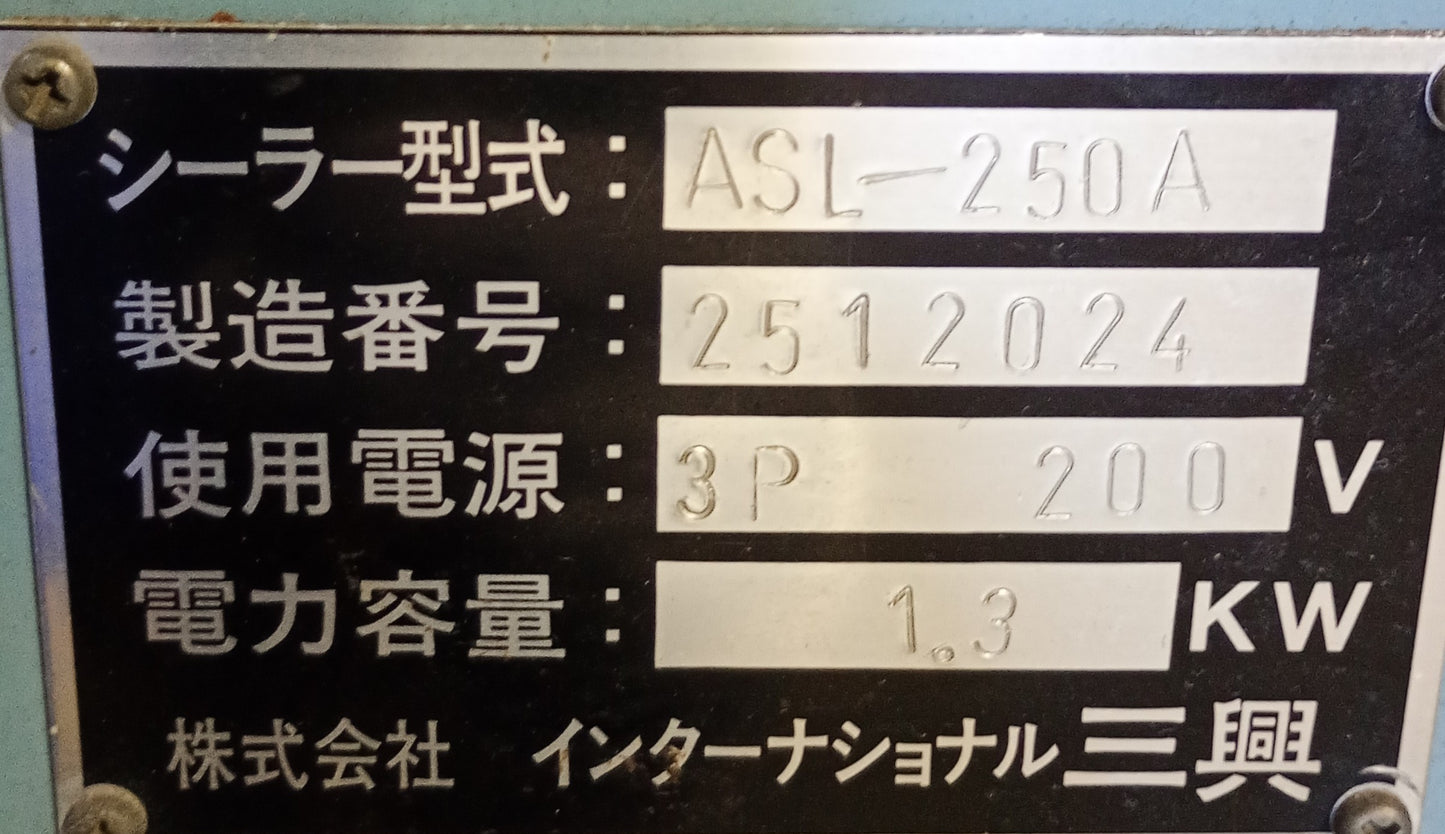 シーラー型式：ASL-250A
製造番号：2512024
使用電源：3P 200 V
電力容量：1.3 KW
株式会社 インターナショナル三興